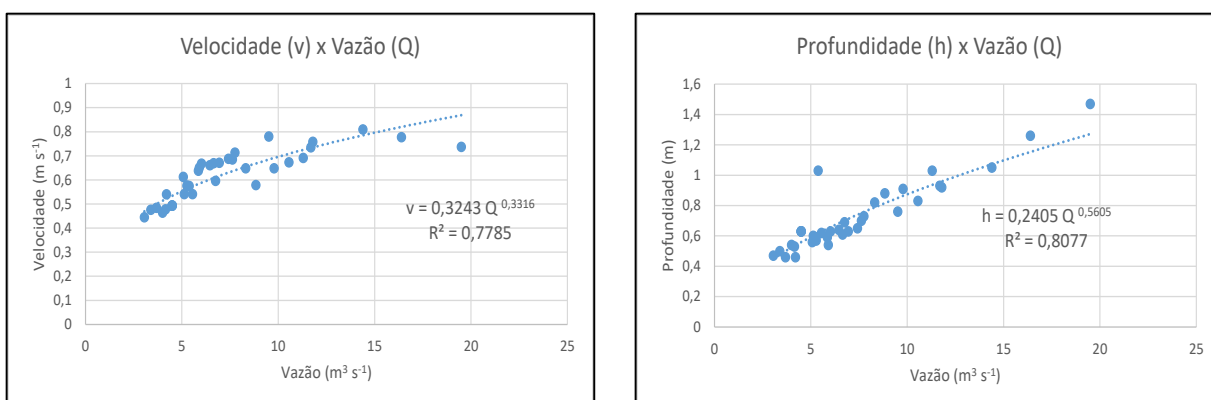 Velocidade (v) x Vazão (Q)
1
0,9
0,8
0,7
0,6
0,5
0,4
0,3
0,2
0,1
0
Velocidade (m s⁻¹)
v = 0,3243 Q ⁰,³³¹⁶
R² = 0,7785
0 5 10 15 20 25
Vazão (m³ s⁻¹)
Profundidade (h) x Vazão (Q)
1,6
1,4
1,2
1
0,8
0,6
0,4
0,2
0
Profundidade (m)
h = 0,2405 Q ⁰,⁵⁶⁰⁵
R² = 0,8077
0 5 10 15 20 25
Vazão (m³ s⁻¹)